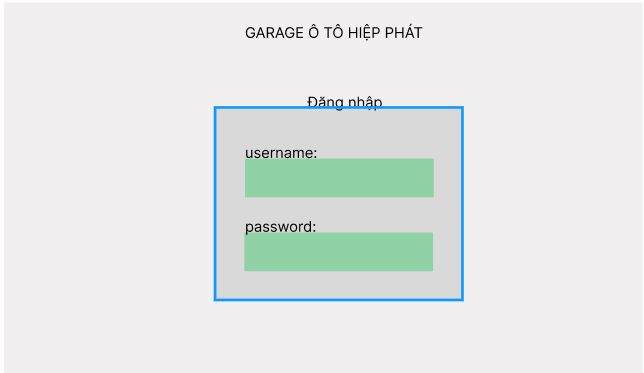 GARAGE Ô TÔ HIỆP PHÁT
Đăng nhập
username:
password: